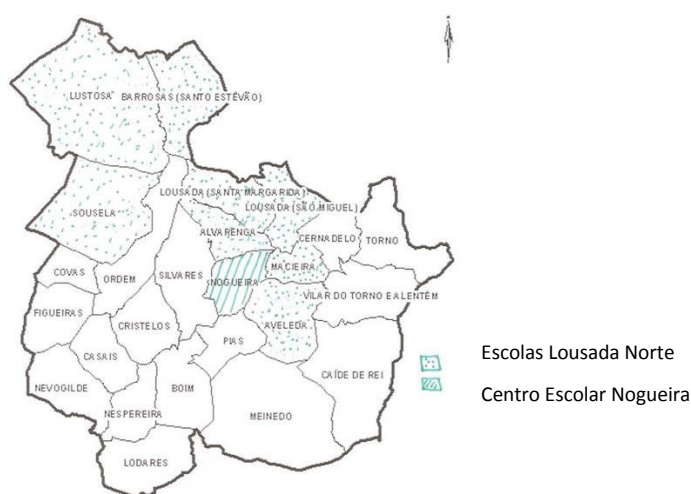 LUSTOSA
BARROSAS (SANTO ESTÊVÃO)
LOUSADA (SANTA MARGARIDA)
LOUSADA (SÃO MIGUEL)
SOUSELA
ALVARENGA
CERNADELO
TORNO
COVAS
ORDEM
SILVARES
NOGUEIRA
MACIEIRA
VILAR DO TORNO E ALENTÉM
FIGUEIRAS
CRISTELOS
AVELEDA
PIAS
CASAIS
CAÍDE DE REI
NEVOGILDE
BOIM
NESPEREIRA
MEINEDO
LODARES
Escolas Lousada Norte
Centro Escolar Nogueira